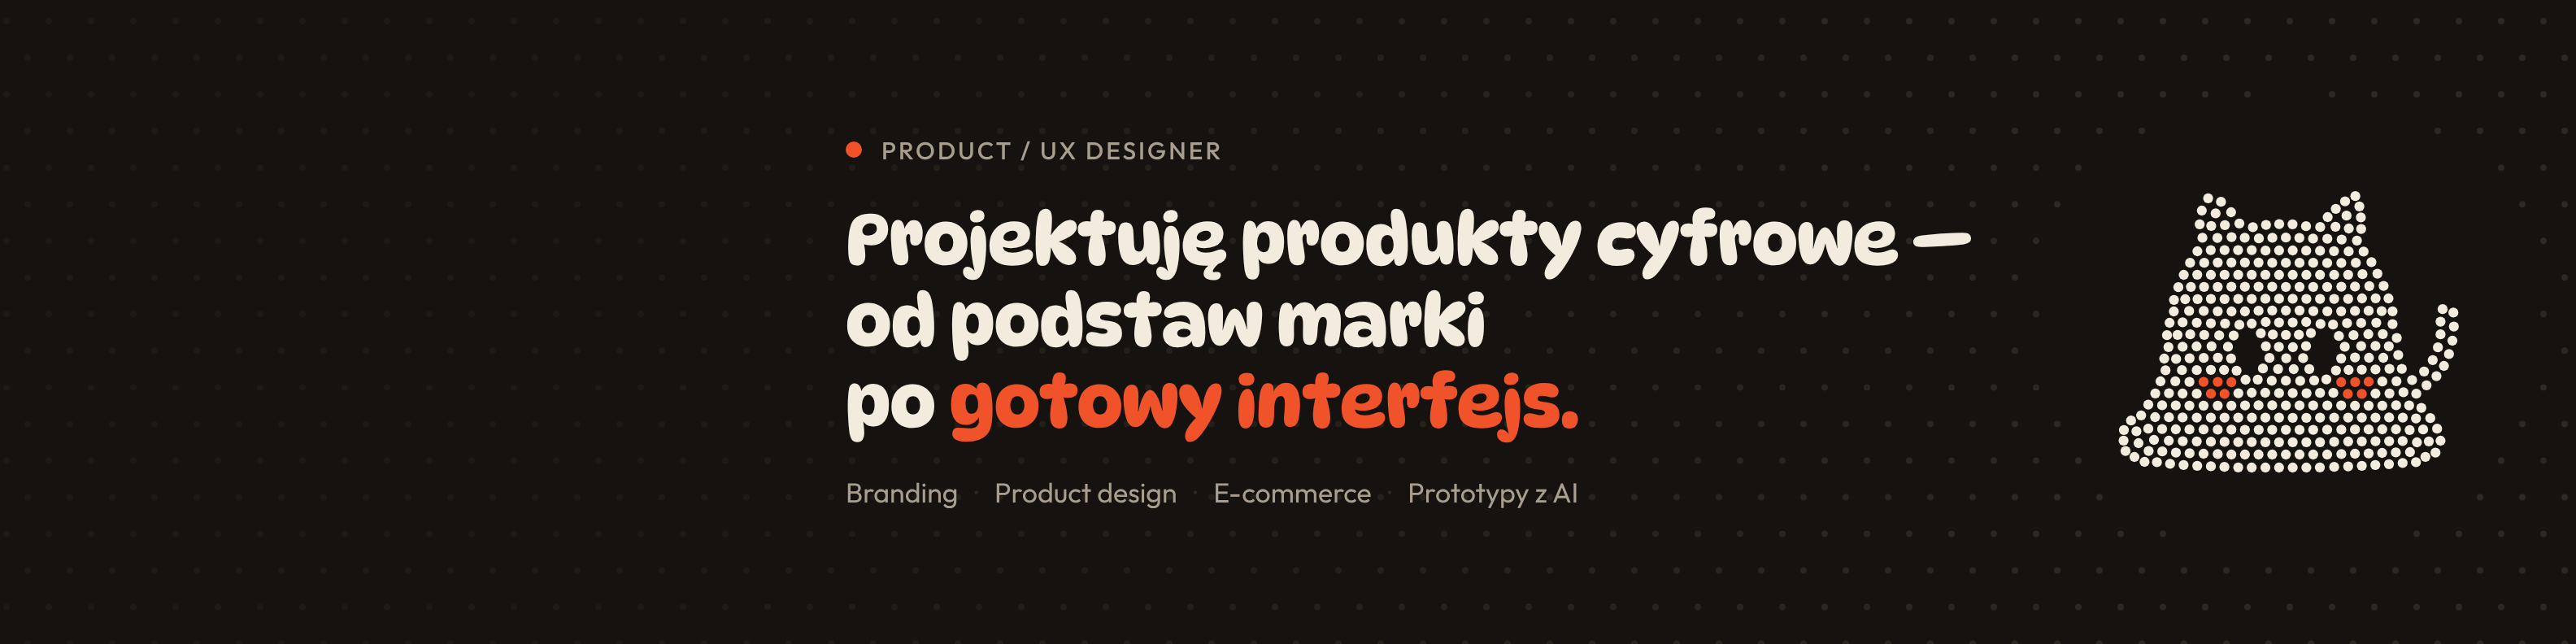 PRODUCT / UX DESIGNER
Projektuję produkty cyfrowe —
od podstaw marki
po gotowy interfejs.
Branding · Product design · E-commerce · Prototypy z AI